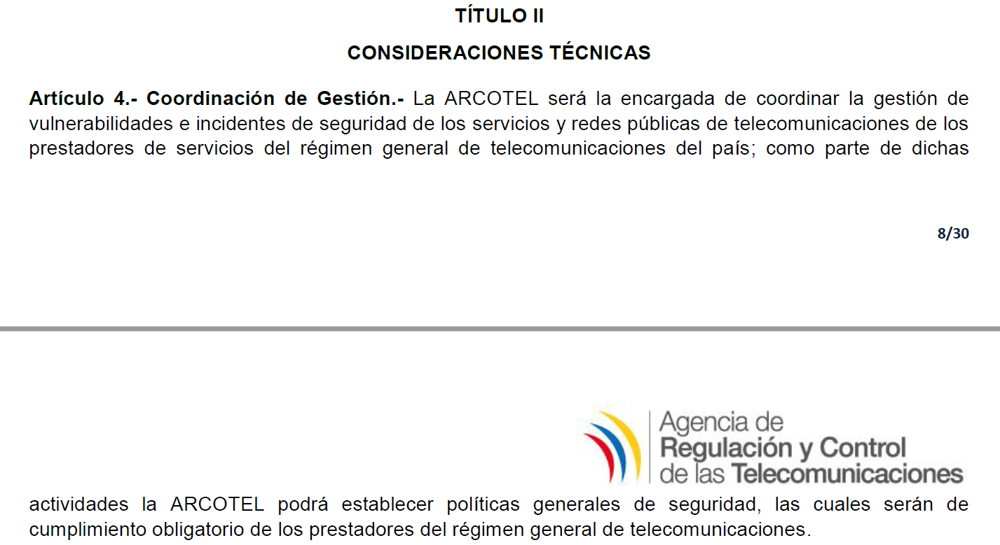 TÍTULO II
CONSIDERACIONES TÉCNICAS
Artículo 4.- Coordinación de Gestión.- La ARCOTEL será la encargada de coordinar la gestión de
vulnerabilidades e incidentes de seguridad de los servicios y redes públicas de telecomunicaciones de los
prestadores de servicios del régimen general de telecomunicaciones del país; como parte de dichas
8/30
Agencia de
Regulación y Control
de las Telecomunicaciones
actividades la ARCOTEL podrá establecer políticas generales de seguridad, las cuales serán de
cumplimiento obligatorio de los prestadores del régimen general de telecomunicaciones.